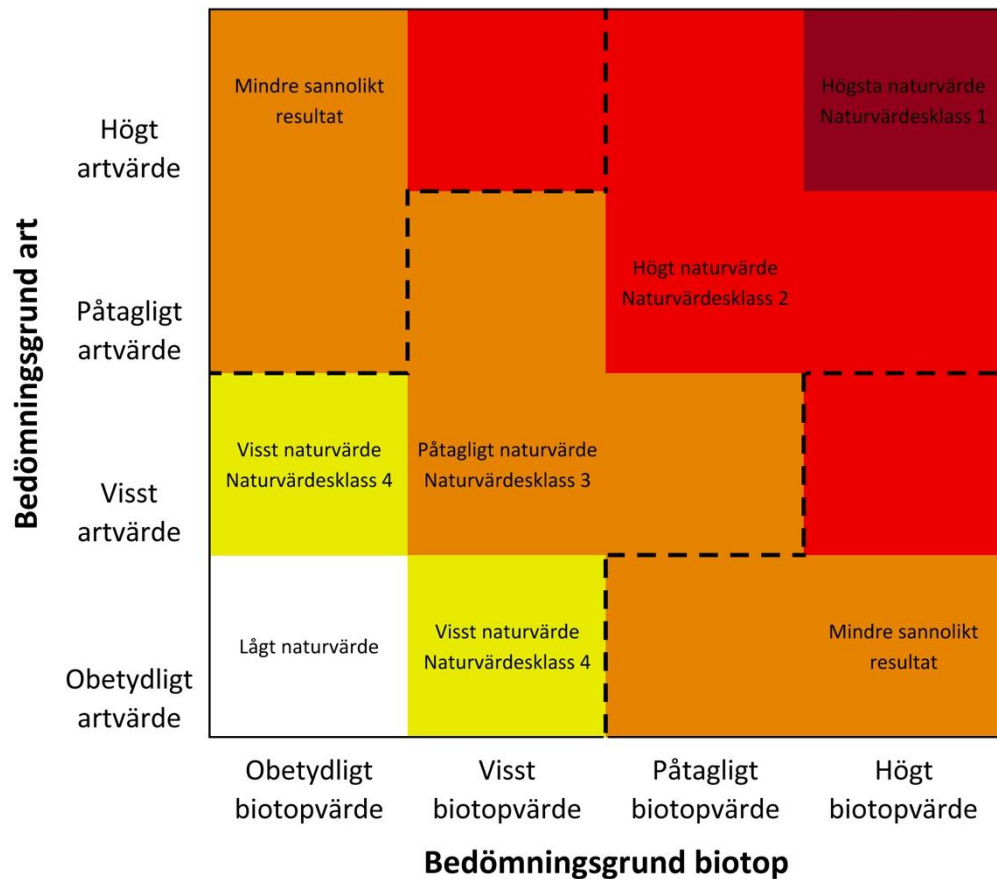 Bedömningsgrund art
Högt
artvärde
Mindre sannolikt
resultat
Högsta naturvärde
Naturvärdesklass 1
Påtagligt
artvärde
Högt naturvärde
Naturvärdesklass 2
Visst
artvärde
Visst naturvärde
Naturvärdesklass 4
Påtagligt naturvärde
Naturvärdesklass 3
Obetydligt
artvärde
Lågt naturvärde
Visst naturvärde
Naturvärdesklass 4
Mindre sannolikt
resultat
Obetydligt
biotopvärde
Visst
biotopvärde
Påtagligt
biotopvärde
Högt
biotopvärde
Bedömningsgrund biotop